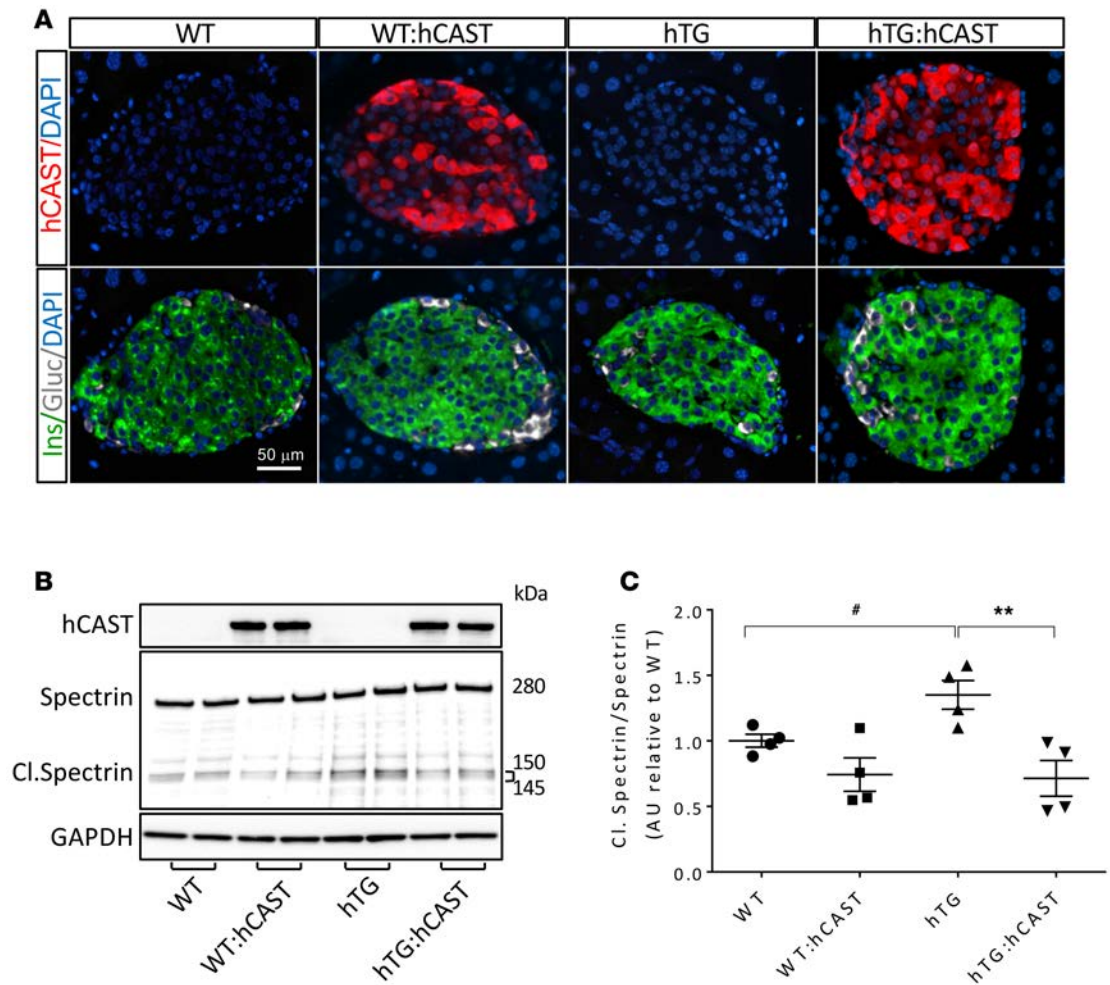 A
WT
WT:hCAST
hTG
hTG:hCAST
hCAST/DAPI
Ins/Gluc/DAPI
50 μm
B
kDa
hCAST
Spectrin
280
Cl.Spectrin
150
145
GAPDH
WT
WT:hCAST
hTG
hTG:hCAST
C
Cl. Spectrin/Spectrin
(AU relative to WT)
2.0
1.5
1.0
0.5
0.0
#
**
WT
WT:hCAST
hTG
hTG:hCAST